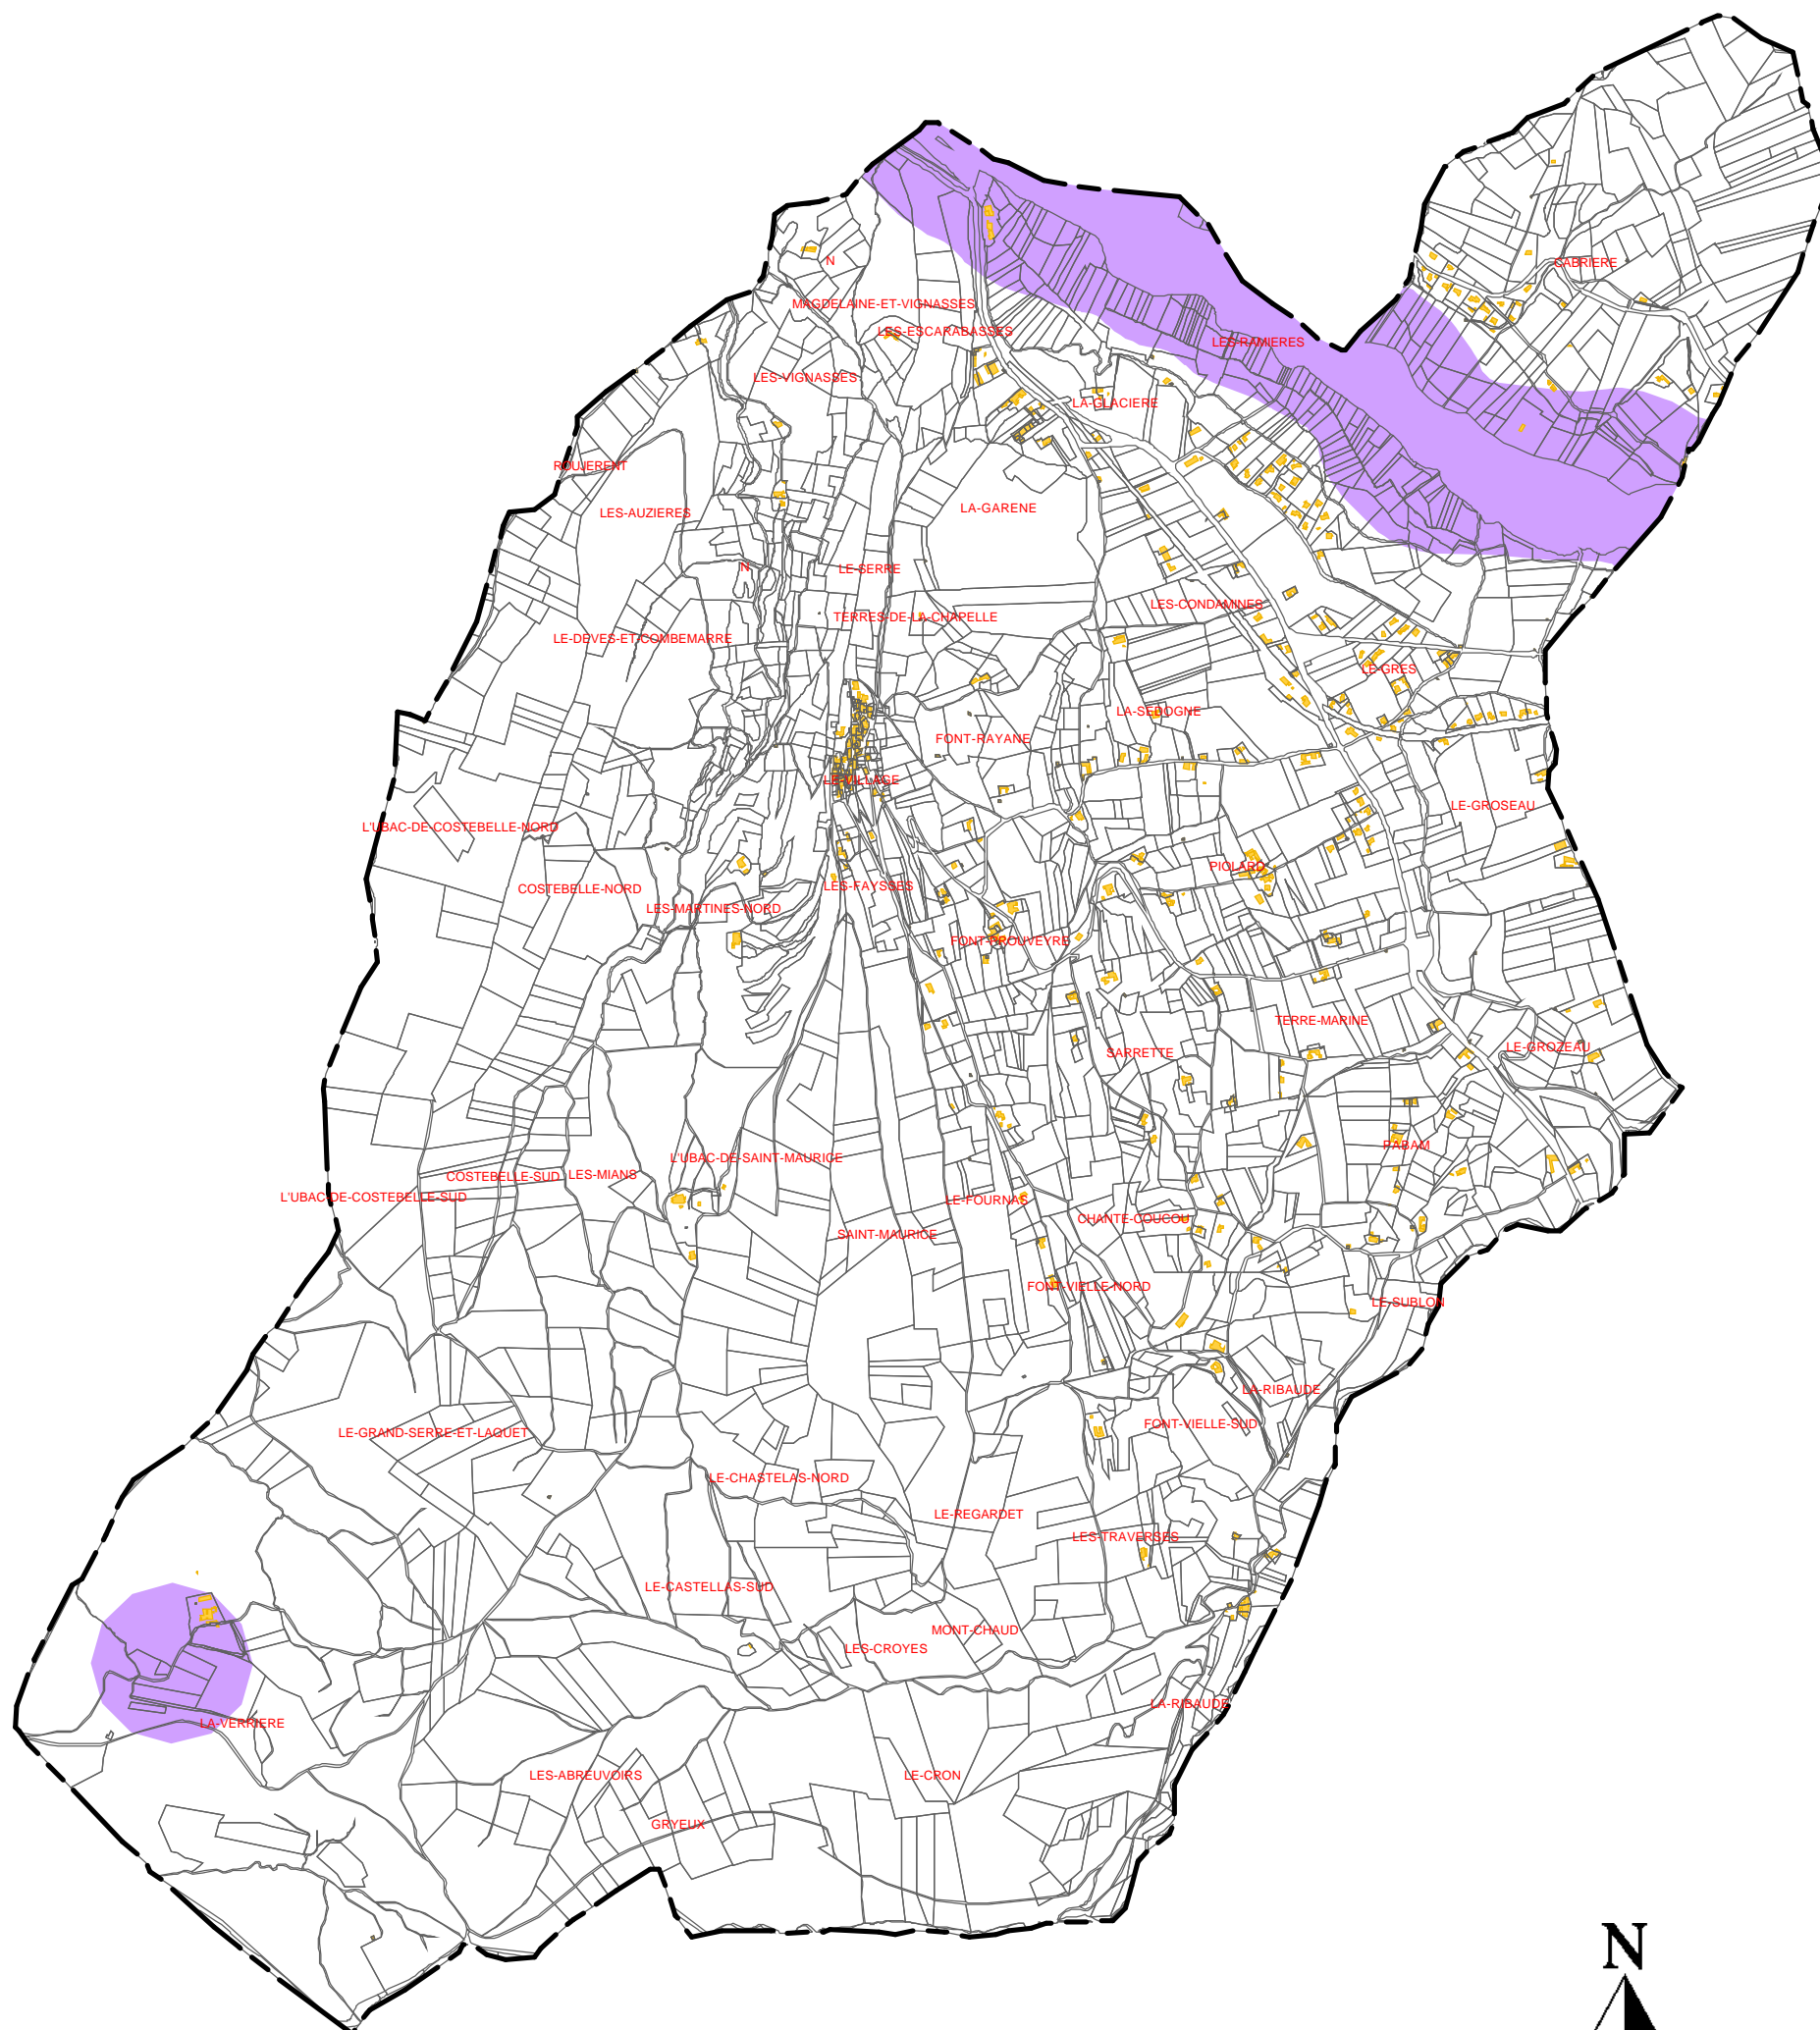 CABRIERE
N
MAGDELAINE-ET-VIGNASSES
LES-ESCARABASSES
LES-RAMIERES
LES-VIGNASSES
LA-GLACIERE
ROUJERENT
LES-AUZIERES
LA-GARENE
N
LE-SERRE
LES-CONDAMINES
TERRES-DE-LA-CHAPELLE
LE-DEVES-ET-COMBEMARRE
LE-GRES
LA-SEDOGNE
FONT-RAYANE
LE-VILLAGE
LE-GROSEAU
L'UBAC-DE-COSTEBELLE-NORD
PIOLARD
COSTEBELLE-NORD
LES-FAYSSES
LES-MARTINES-NORD
FONT-PROUVEYRE
TERRE-MARINE
LE-GROZEAU
SARRETTE
RABAM
L'UBAC-DE-SAINT-MAURICE
COSTEBELLE-SUD
LES-MIANS
L'UBAC-DE-COSTEBELLE-SUD
LE-FOURNAS
CHANTE-COUCOU
SAINT-MAURICE
FONT-VIELLE-NORD
LE-SUBLON
LA-RIBAUDE
FONT-VIELLE-SUD
LE-GRAND-SERRE-ET-LAQUET
LE-CHASTELAS-NORD
LE-REGARDET
LES-TRAVERSES
LE-CASTELLAS-SUD
MONT-CHAUD
LES-CROYES
LA-RIBAUDE
LA-VERRIERE
LES-ABREUVOIRS
LE-CRON
GRYEUX
N